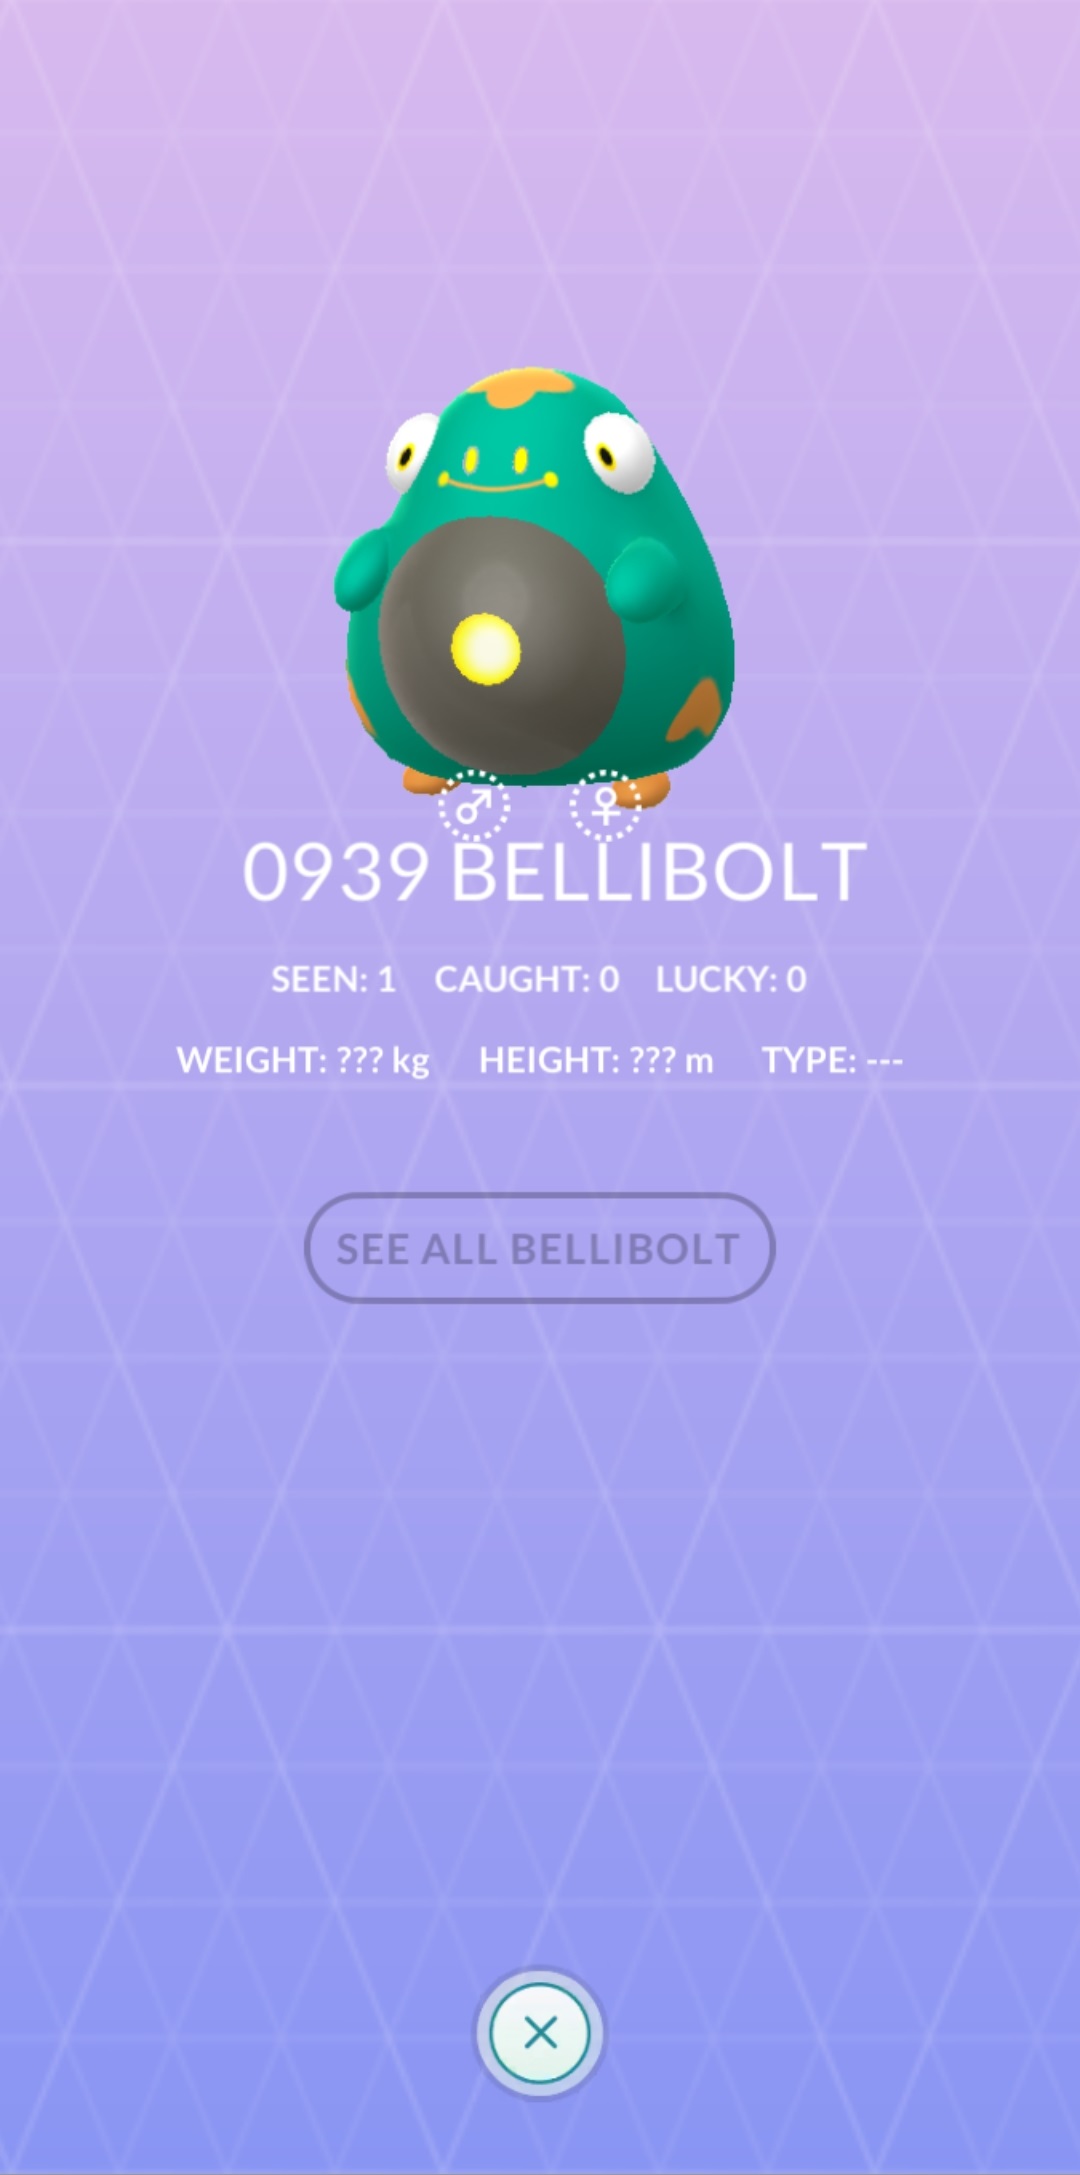 0939 BELLIBOLT
SEEN: 1 CAUGHT: 0 LUCKY: 0
WEIGHT: ??? kg HEIGHT: ??? m TYPE: ---
SEE ALL BELLIBOLT